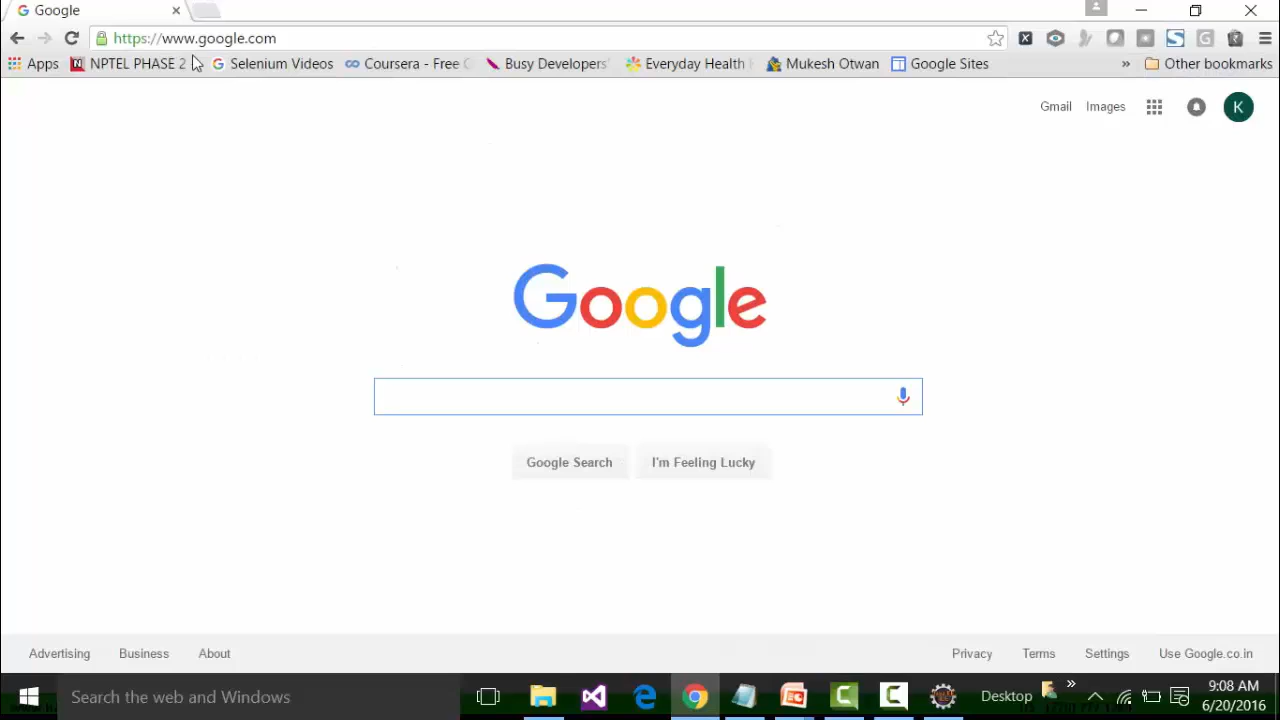 Google
https://www.google.com
Apps NPTEL PHASE 2 Selenium Videos Coursera - Free Busy Developers' Everyday Health Mukesh Otwan Google Sites » Other bookmarks
Gmail Images K
Google
Google Search I'm Feeling Lucky
Advertising Business About Privacy Terms Settings Use Google.co.in
Search the web and Windows Desktop » 9:08 AM
6/20/2016